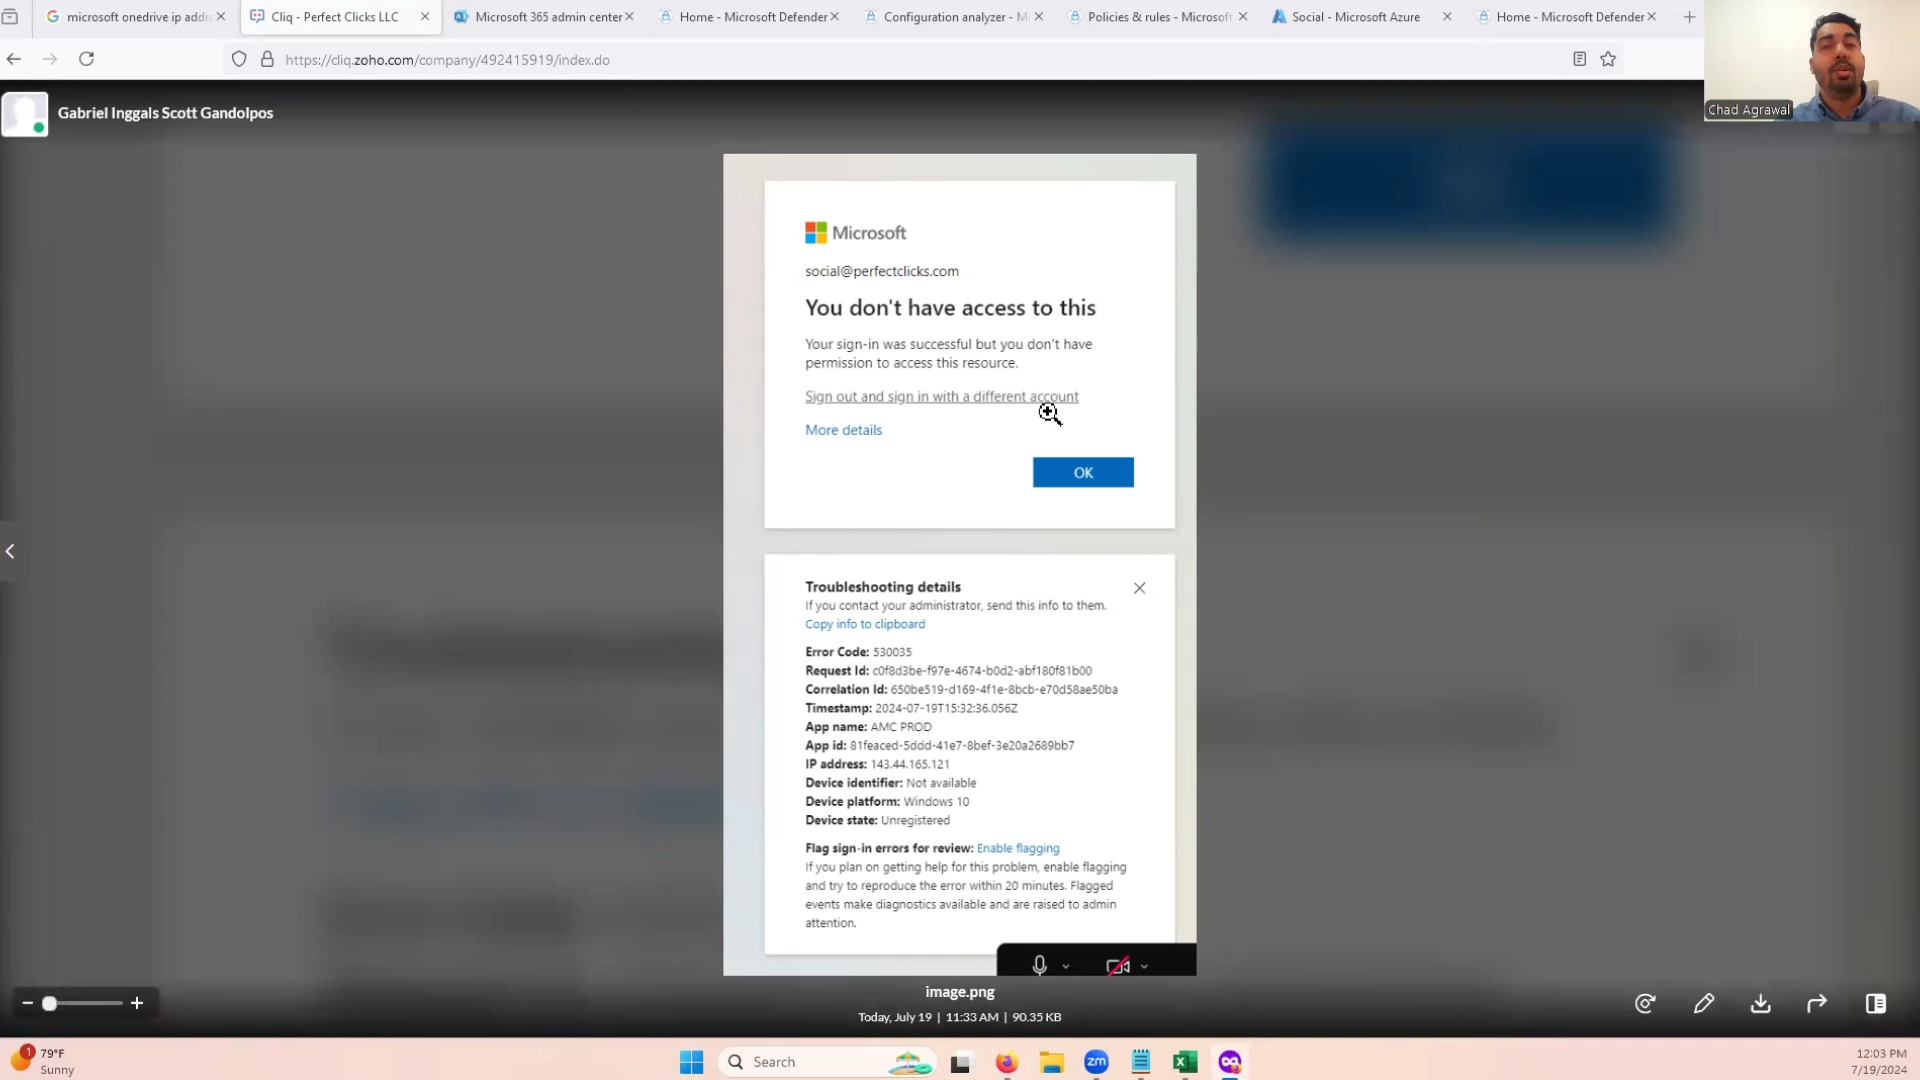 microsoft onedrive ip addr
Cliq - Perfect Clicks LLC
Microsoft 365 admin center
Home - Microsoft Defender
Configuration analyzer - M
Policies & rules - Microsoft
Social - Microsoft Azure
Home - Microsoft Defender
https://cliq.zoho.com/company/492415919/index.do
Chad Agrawal
Gabriel Inggals Scott Gandolpos
Microsoft
social@perfectclicks.com
You don't have access to this
Your sign-in was successful but you don't have
permission to access this resource.
Sign out and sign in with a different account
More details
OK
Troubleshooting details
If you contact your administrator, send this info to them.
Copy info to clipboard
Error Code: 530035
Request Id: c0f8d3be-f97e-4674-b0d2-abf180f81b00
Correlation Id: 650be519-d169-4f1e-8bcb-e70d58ae50ba
Timestamp: 2024-07-19T15:32:36.056Z
App name: AMC PROD
App id: 81feaced-5ddd-41e7-8bef-3e20a2689bb7
IP address: 143.44.165.121
Device identifier: Not available
Device platform: Windows 10
Device state: Unregistered
Flag sign-in errors for review: Enable flagging
If you plan on getting help for this problem, enable flagging
and try to reproduce the error within 20 minutes. Flagged
events make diagnostics available and are raised to admin
attention.
image.png
Today, July 19 | 11:33 AM | 90.35 KB
1
79°F
Sunny
Search
zm
12:03 PM
7/19/2024